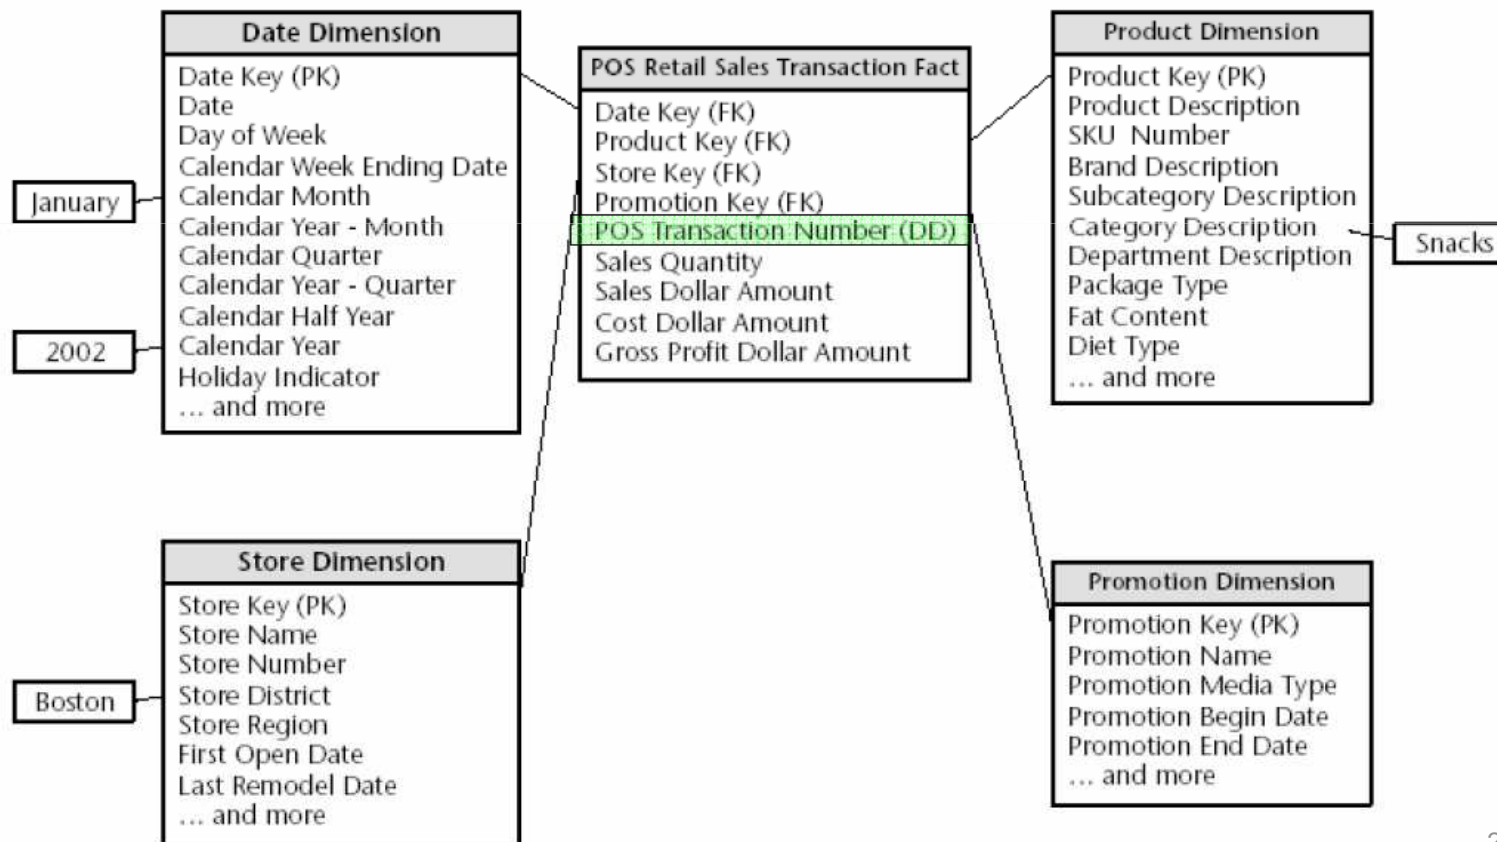 Date Dimension
Date Key (PK)
Date
Day of Week
Calendar Week Ending Date
Calendar Month
Calendar Year - Month
Calendar Quarter
Calendar Year - Quarter
Calendar Half Year
Calendar Year
Holiday Indicator
... and more
January
2002
POS Retail Sales Transaction Fact
Date Key (FK)
Product Key (FK)
Store Key (FK)
Promotion Key (FK)
POS Transaction Number (DD)
Sales Quantity
Sales Dollar Amount
Cost Dollar Amount
Gross Profit Dollar Amount
Product Dimension
Product Key (PK)
Product Description
SKU Number
Brand Description
Subcategory Description
Category Description
Department Description
Package Type
Fat Content
Diet Type
... and more
Snacks
Store Dimension
Store Key (PK)
Store Name
Store Number
Store District
Store Region
First Open Date
Last Remodel Date
... and more
Boston
Promotion Dimension
Promotion Key (PK)
Promotion Name
Promotion Media Type
Promotion Begin Date
Promotion End Date
... and more